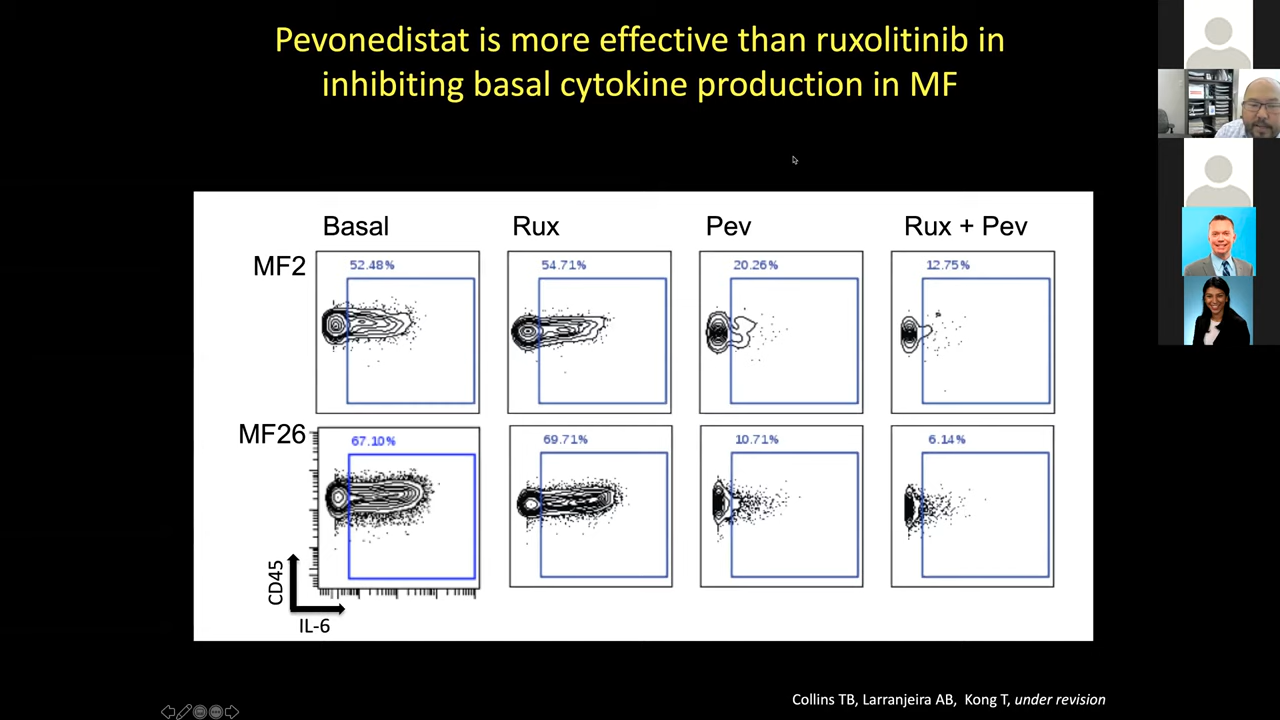 Pevonedistat is more effective than ruxolitinib in
inhibiting basal cytokine production in MF
Basal
Rux
Pev
Rux + Pev
MF2
52.48%
54.71%
20.26%
12.75%
MF26
67.10%
69.71%
10.71%
6.14%
CD45
IL-6
Collins TB, Larranjeira AB, Kong T, under revision